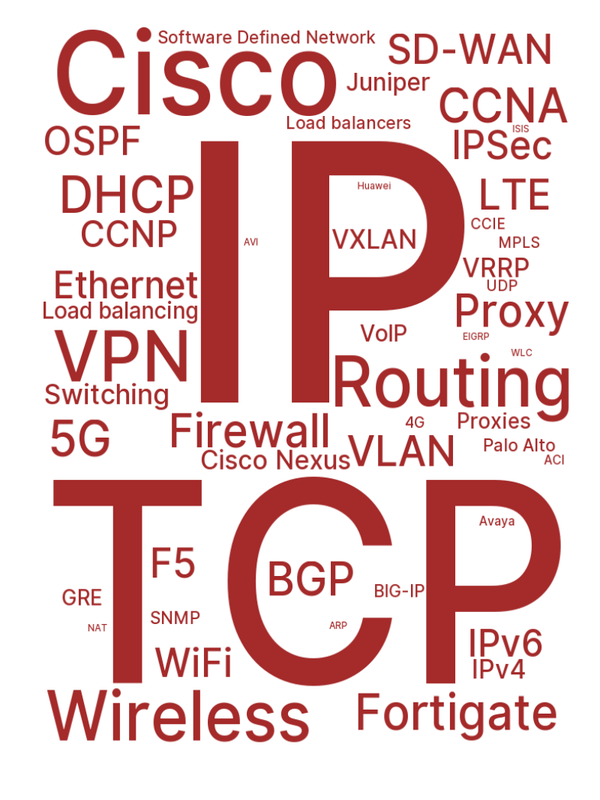 Software Defined Network
Cisco
SD-WAN
Juniper
CCNA
Load balancers
ISIS
OSPF
IPSec
IP
DHCP
Huawei
LTE
CCIE
CCNP
AVI
VXLAN
MPLS
VRRP
Ethernet
UDP
Load balancing
Proxy
VoIP
EIGRP
VPN
WLC
Routing
Switching
5G
Firewall
4G
Proxies
Cisco Nexus
VLAN
Palo Alto
ACI
TCP
Avaya
F5
BGP
BIG-IP
GRE
SNMP
NAT
ARP
IPv6
WiFi
IPv4
Wireless
Fortigate